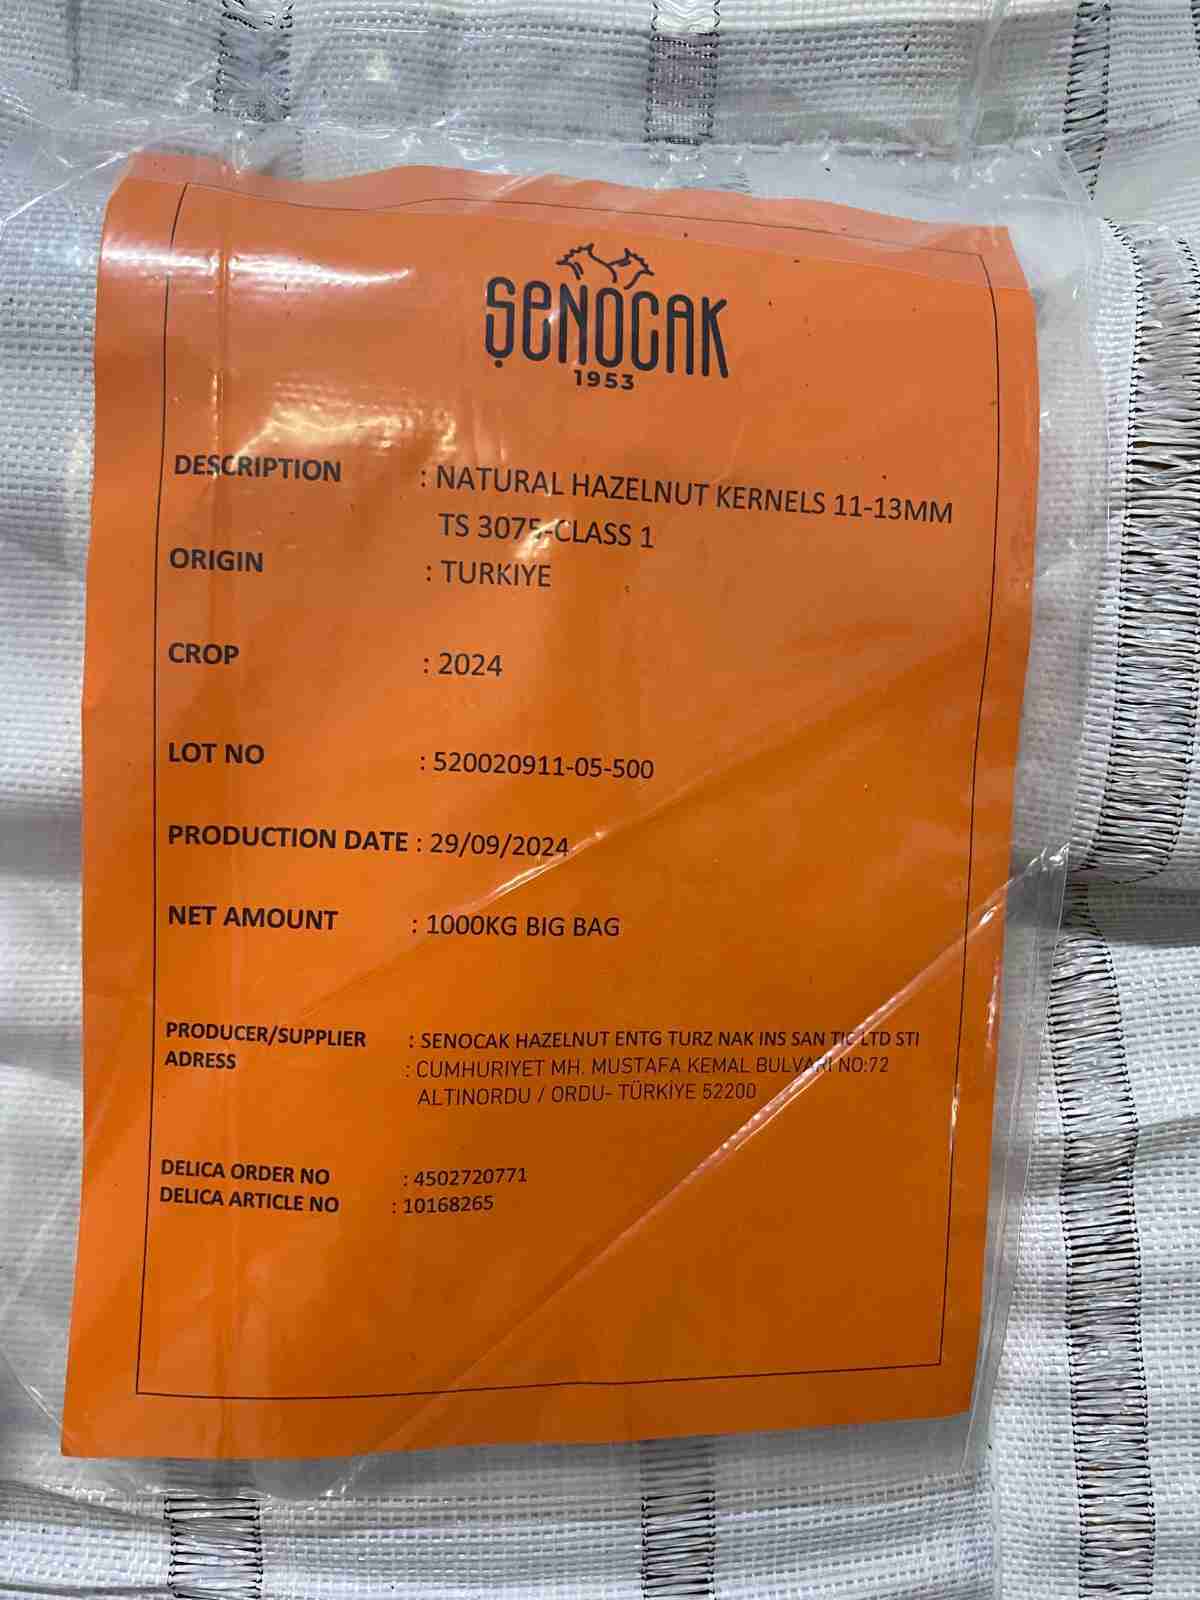 ŞENOCAK
1953
DESCRIPTION : NATURAL HAZELNUT KERNELS 11-13MM
TS 3075-CLASS 1
ORIGIN : TURKIYE
CROP : 2024
LOT NO : 520020911-05-500
PRODUCTION DATE : 29/09/2024
NET AMOUNT : 1000KG BIG BAG
PRODUCER/SUPPLIER : SENOCAK HAZELNUT ENTG TURZ NAK INS SAN TIC LTD STI
ADRESS : CUMHURIYET MH. MUSTAFA KEMAL BULVARI NO:72
ALTINORDU / ORDU- TÜRKİYE 52200
DELICA ORDER NO : 4502720771
DELICA ARTICLE NO : 10168265